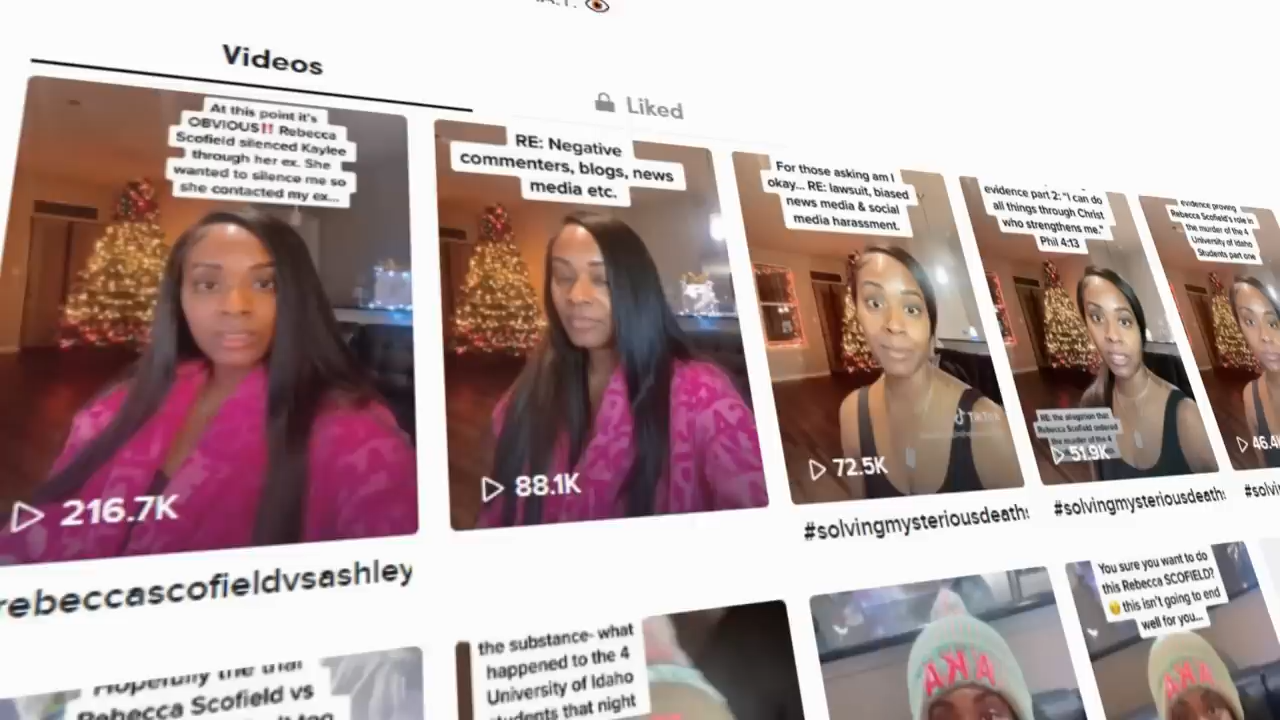 Videos
Liked
At this point it's
OBVIOUS‼️ Rebecca
Scofield silenced Kaylee
through her ex. She
wanted to silence me so
she contacted my ex...
216.7K
rebeccascofieldvsashley
RE: Negative
commenters, blogs, news
media etc.
88.1K
For those asking am I
okay... RE: lawsuit, biased
news media & social
media harassment.
TikTok
72.5K
#solvingmysteriousdeaths
evidence part 2: "I can do
all things through Christ
who strengthens me."
Phil 4:13
RE: the allegation that
Rebecca Scofield ordered
the murder of the 4
51.9K
#solvingmysteriousdeaths
evidence proving
Rebecca Scofield's role in
the murder of the 4
University of Idaho
Students part one
46.4
#solvin
Hopefully the trial
Rebecca Scofield vs
the substance- what
happened to the 4
University of Idaho
students that night
AKA
You sure you want to do
this Rebecca SCOFIELD?
this isn't going to end
well for you...
AKA